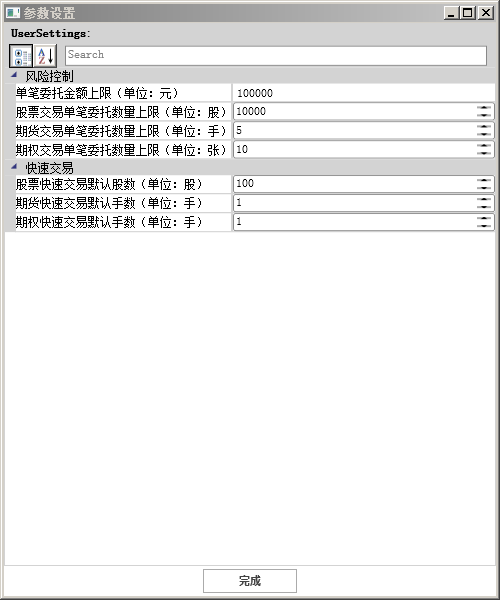 参数设置
UserSettings:
Search
风险控制
单笔委托金额上限（单位：元） 100000
股票交易单笔委托数量上限（单位：股） 10000
期货交易单笔委托数量上限（单位：手） 5
期权交易单笔委托数量上限（单位：张） 10
快速交易
股票快速交易默认股数（单位：股） 100
期货快速交易默认手数（单位：手） 1
期权快速交易默认手数（单位：手） 1
完成